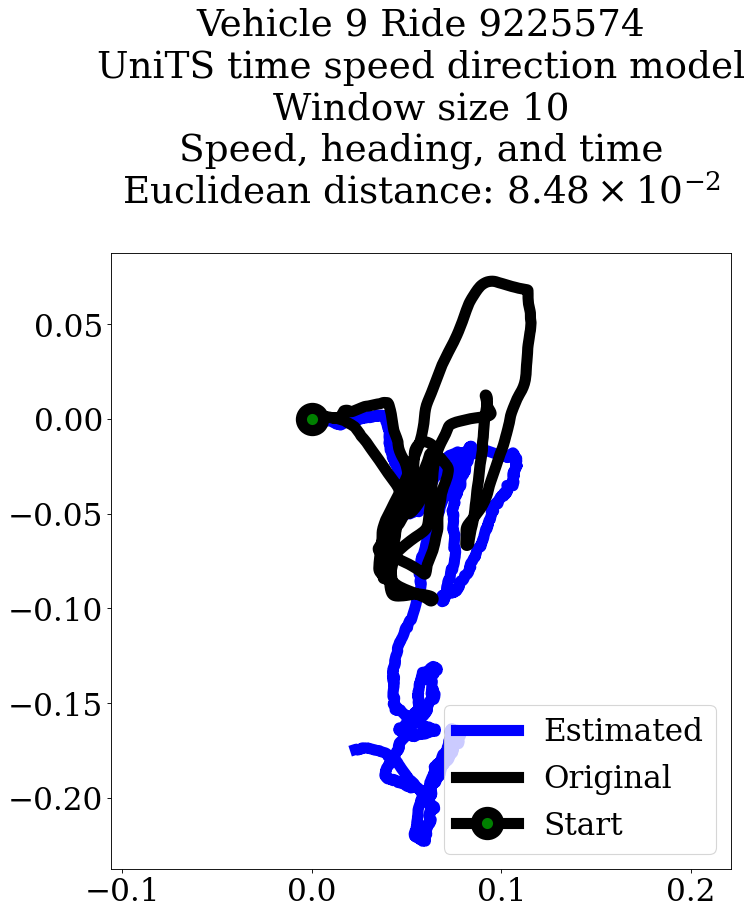 Vehicle 9 Ride 9225574
UniTS time speed direction model
Window size 10
Speed, heading, and time
Euclidean distance: 8.48 × 10⁻²
0.05
0.00
−0.05
−0.10
−0.15
−0.20
Estimated
Original
Start
−0.1
0.0
0.1
0.2